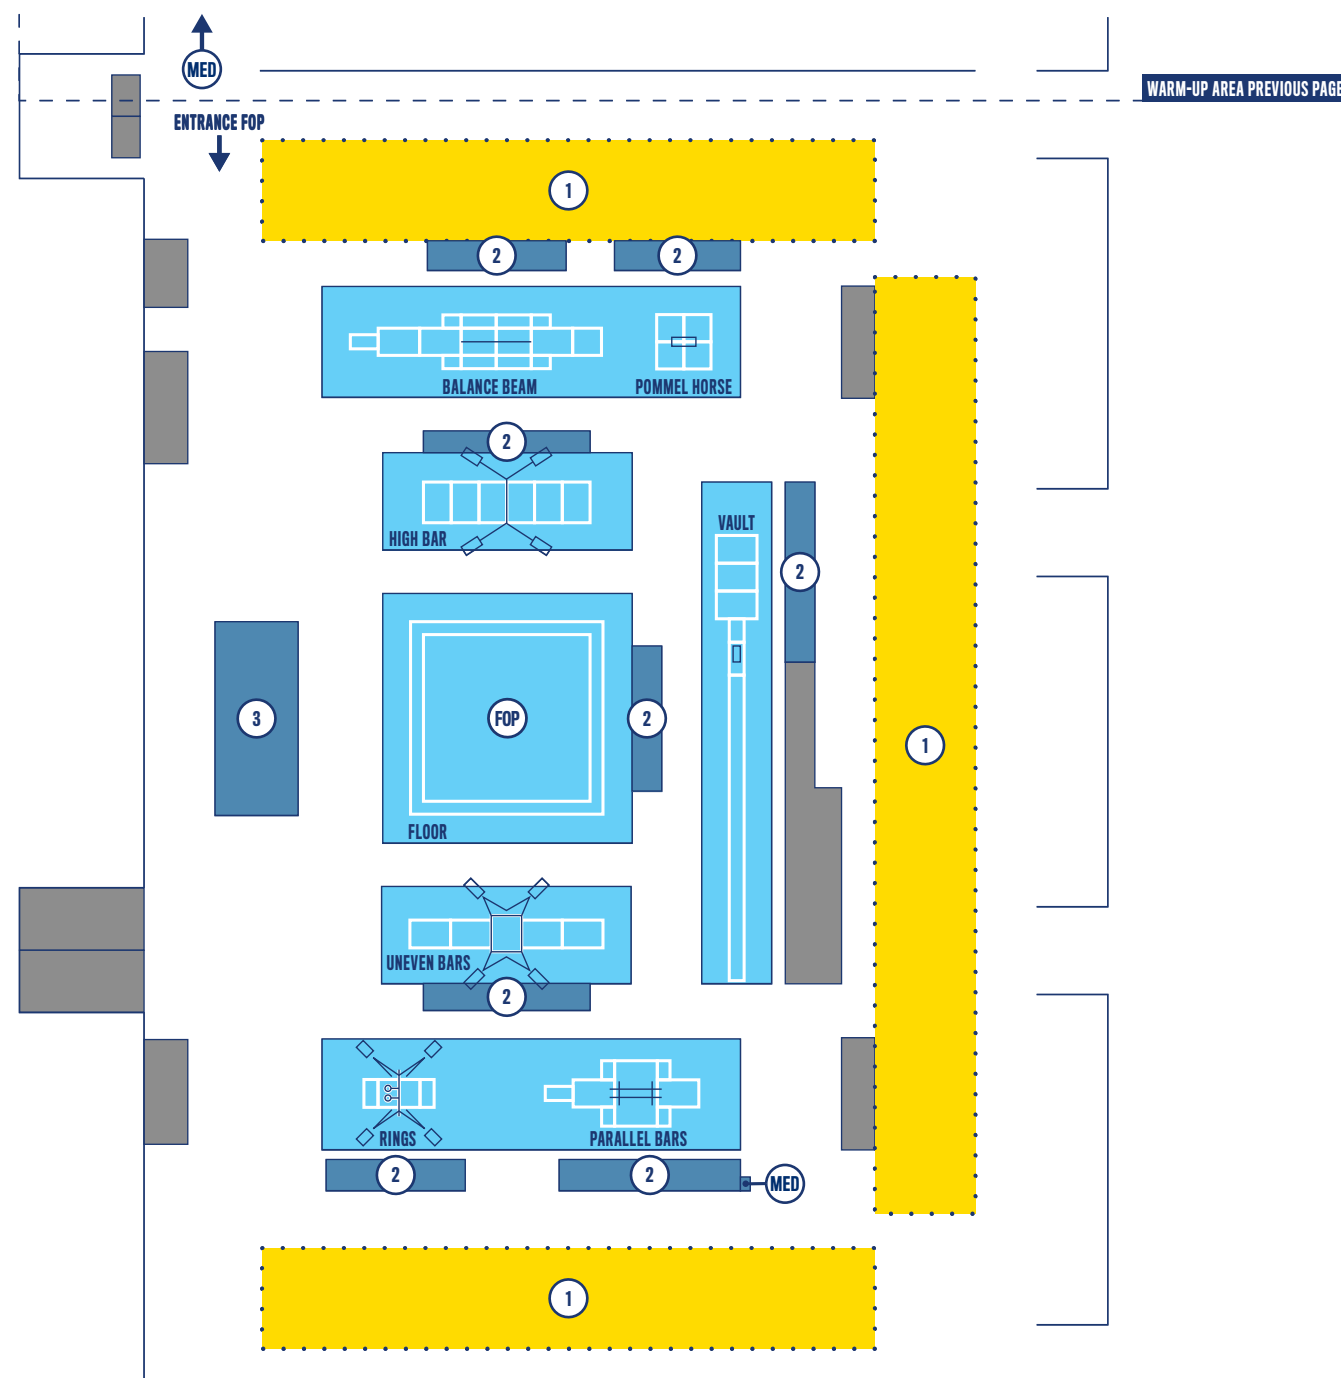 MED
WARM-UP AREA PREVIOUS PAGE
ENTRANCE FOP
1
2
2
BALANCE BEAM
POMMEL HORSE
2
HIGH BAR
VAULT
2
3
FOP
2
1
FLOOR
UNEVEN BARS
2
RINGS
PARALLEL BARS
2
2
MED
1